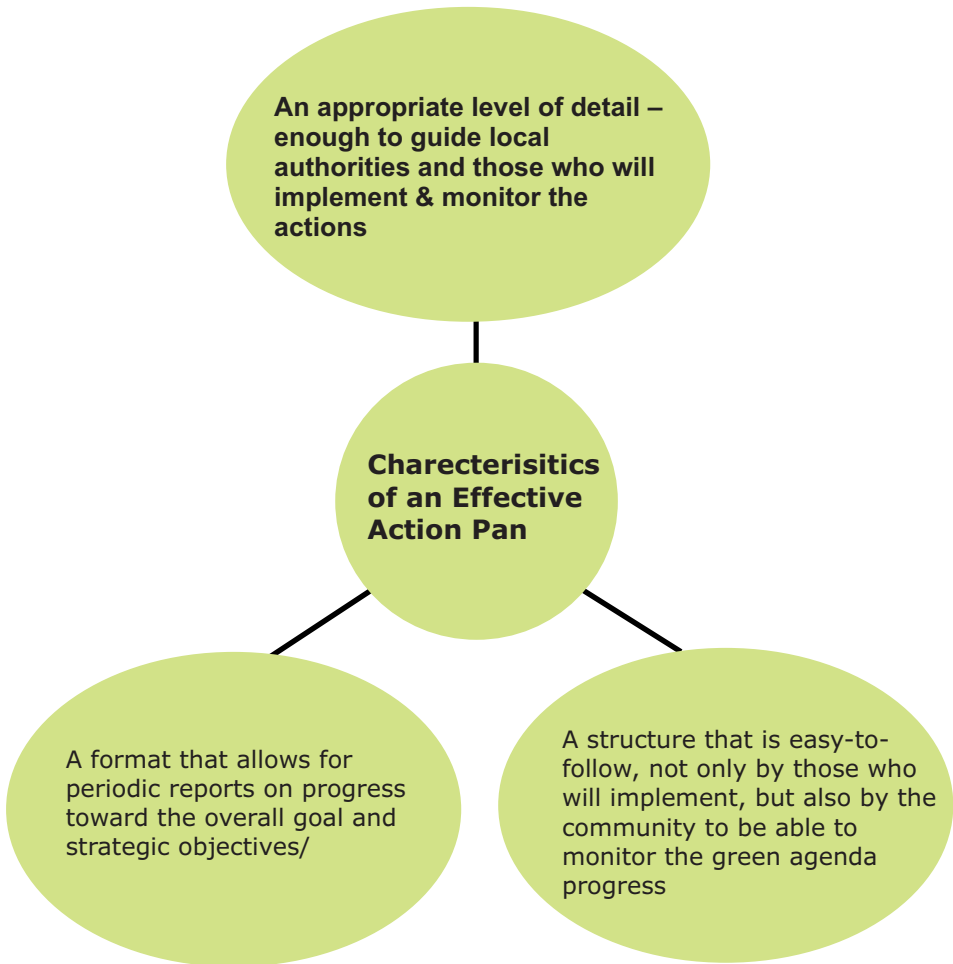 An appropriate level of detail –
enough to guide local
authorities and those who will
implement & monitor the
actions
Charecterisitics
of an Effective
Action Pan
A format that allows for
periodic reports on progress
toward the overall goal and
strategic objectives/
A structure that is easy-to-
follow, not only by those who
will implement, but also by the
community to be able to
monitor the green agenda
progress